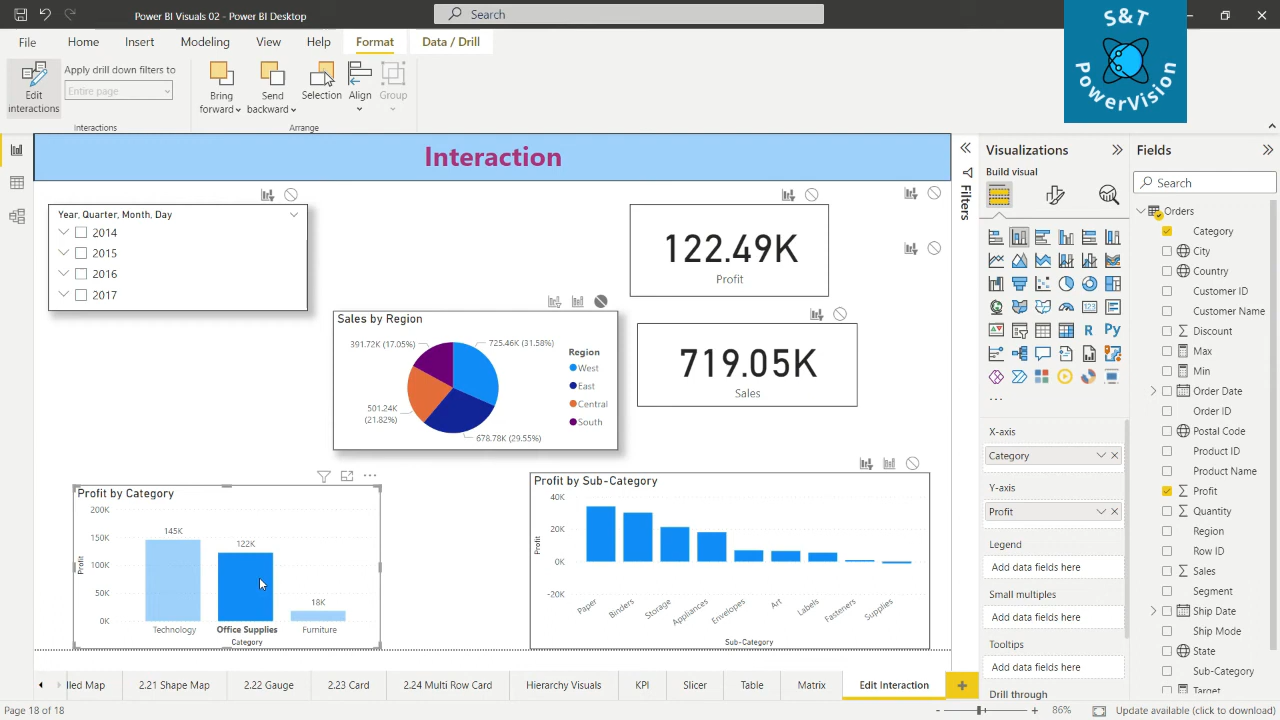 Power BI Visuals 02 - Power BI Desktop
Search
S&T
PowerVision
File
Home
Insert
Modeling
View
Help
Format
Data / Drill
Edit
interactions
Apply drill down filters to
Entire page
Interactions
Bring
forward
Send
backward
Selection
Align
Group
Arrange
Interaction
Year, Quarter, Month, Day
2014
2015
2016
2017
122.49K
Profit
Sales by Region
391.72K (17.05%)
725.46K (31.58%)
501.24K
(21.82%)
678.78K (29.55%)
Region
West
East
Central
South
719.05K
Sales
Profit by Category
200K
150K
100K
50K
0K
Profit
145K
122K
18K
Technology
Office Supplies
Furniture
Category
Profit by Sub-Category
40K
20K
0K
-20K
Profit
Paper
Binders
Storage
Appliances
Envelopes
Art
Labels
Fasteners
Supplies
Sub-Category
Filters
Visualizations
Build visual
R
Py
123
X-axis
Category
Y-axis
Profit
Legend
Add data fields here
Small multiples
Add data fields here
Tooltips
Add data fields here
Drill through
Fields
Search
Orders
Category
City
Country
Customer ID
Customer Name
Discount
Max
Min
Order Date
Order ID
Postal Code
Product ID
Product Name
Profit
Quantity
Region
Row ID
Sales
Segment
Ship Date
Ship Mode
State
Sub-Category
Target
lled Map
2.21 Shape Map
2.22 Gauge
2.23 Card
2.24 Multi Row Card
Hierarchy Visuals
KPI
Slicer
Table
Matrix
Edit Interaction
Page 18 of 18
86%
Update available (click to download)